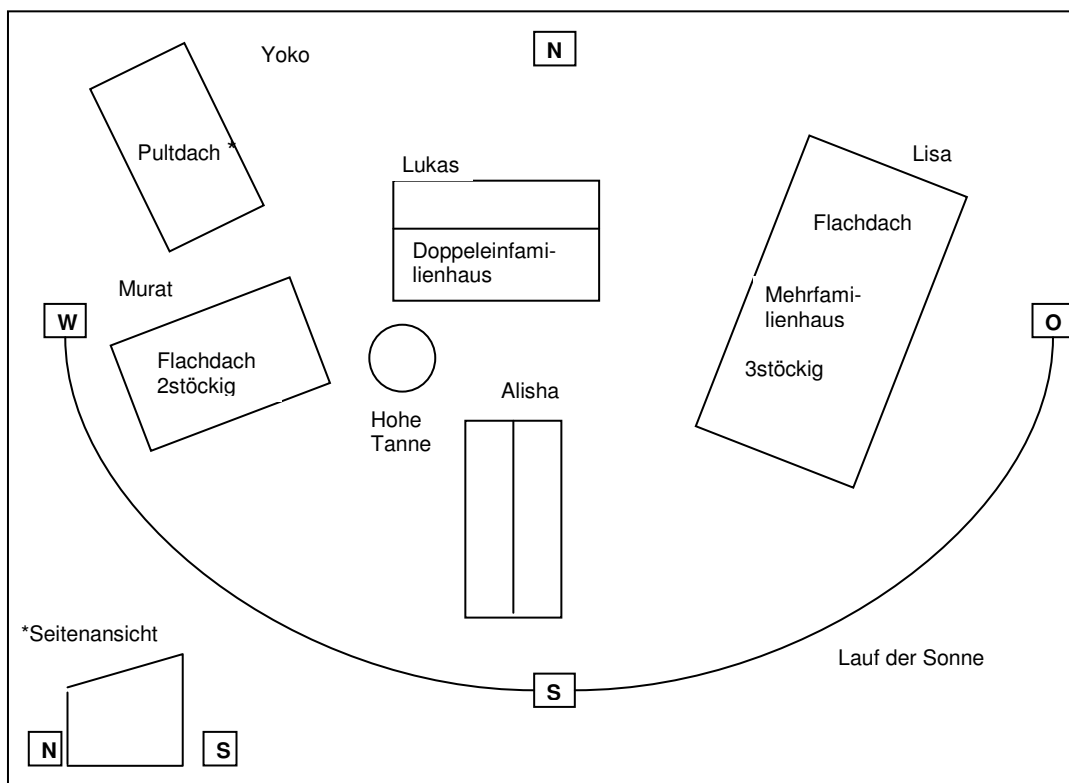 Yoko
N
Pultdach *
Lukas
Lisa
Flachdach
Doppeleinfami-
lienhaus
Murat
Mehrfami-
lienhaus
W
O
Flachdach
2stöckig
3stöckig
Alisha
Hohe
Tanne
*Seitenansicht
Lauf der Sonne
S
N
S